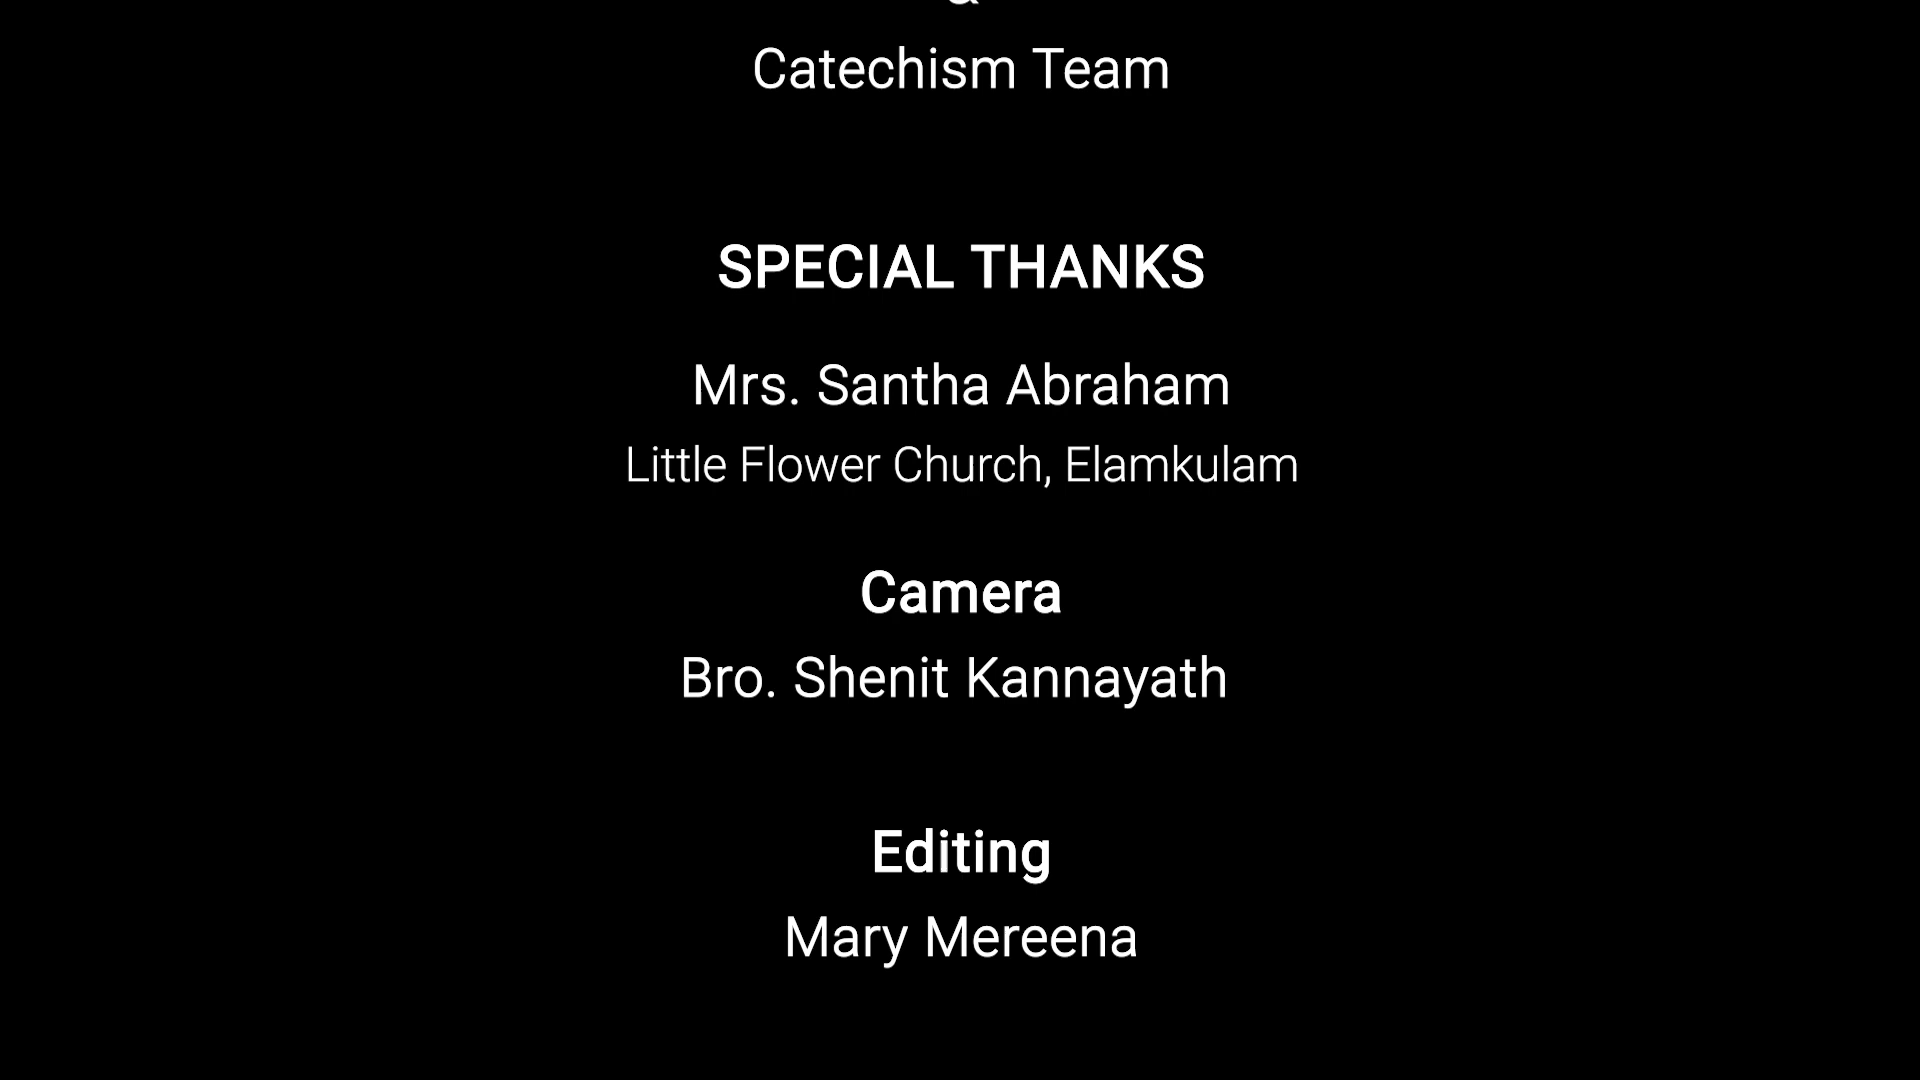 &
Catechism Team
SPECIAL THANKS
Mrs. Santha Abraham
Little Flower Church, Elamkulam
Camera
Bro. Shenit Kannayath
Editing
Mary Mereena